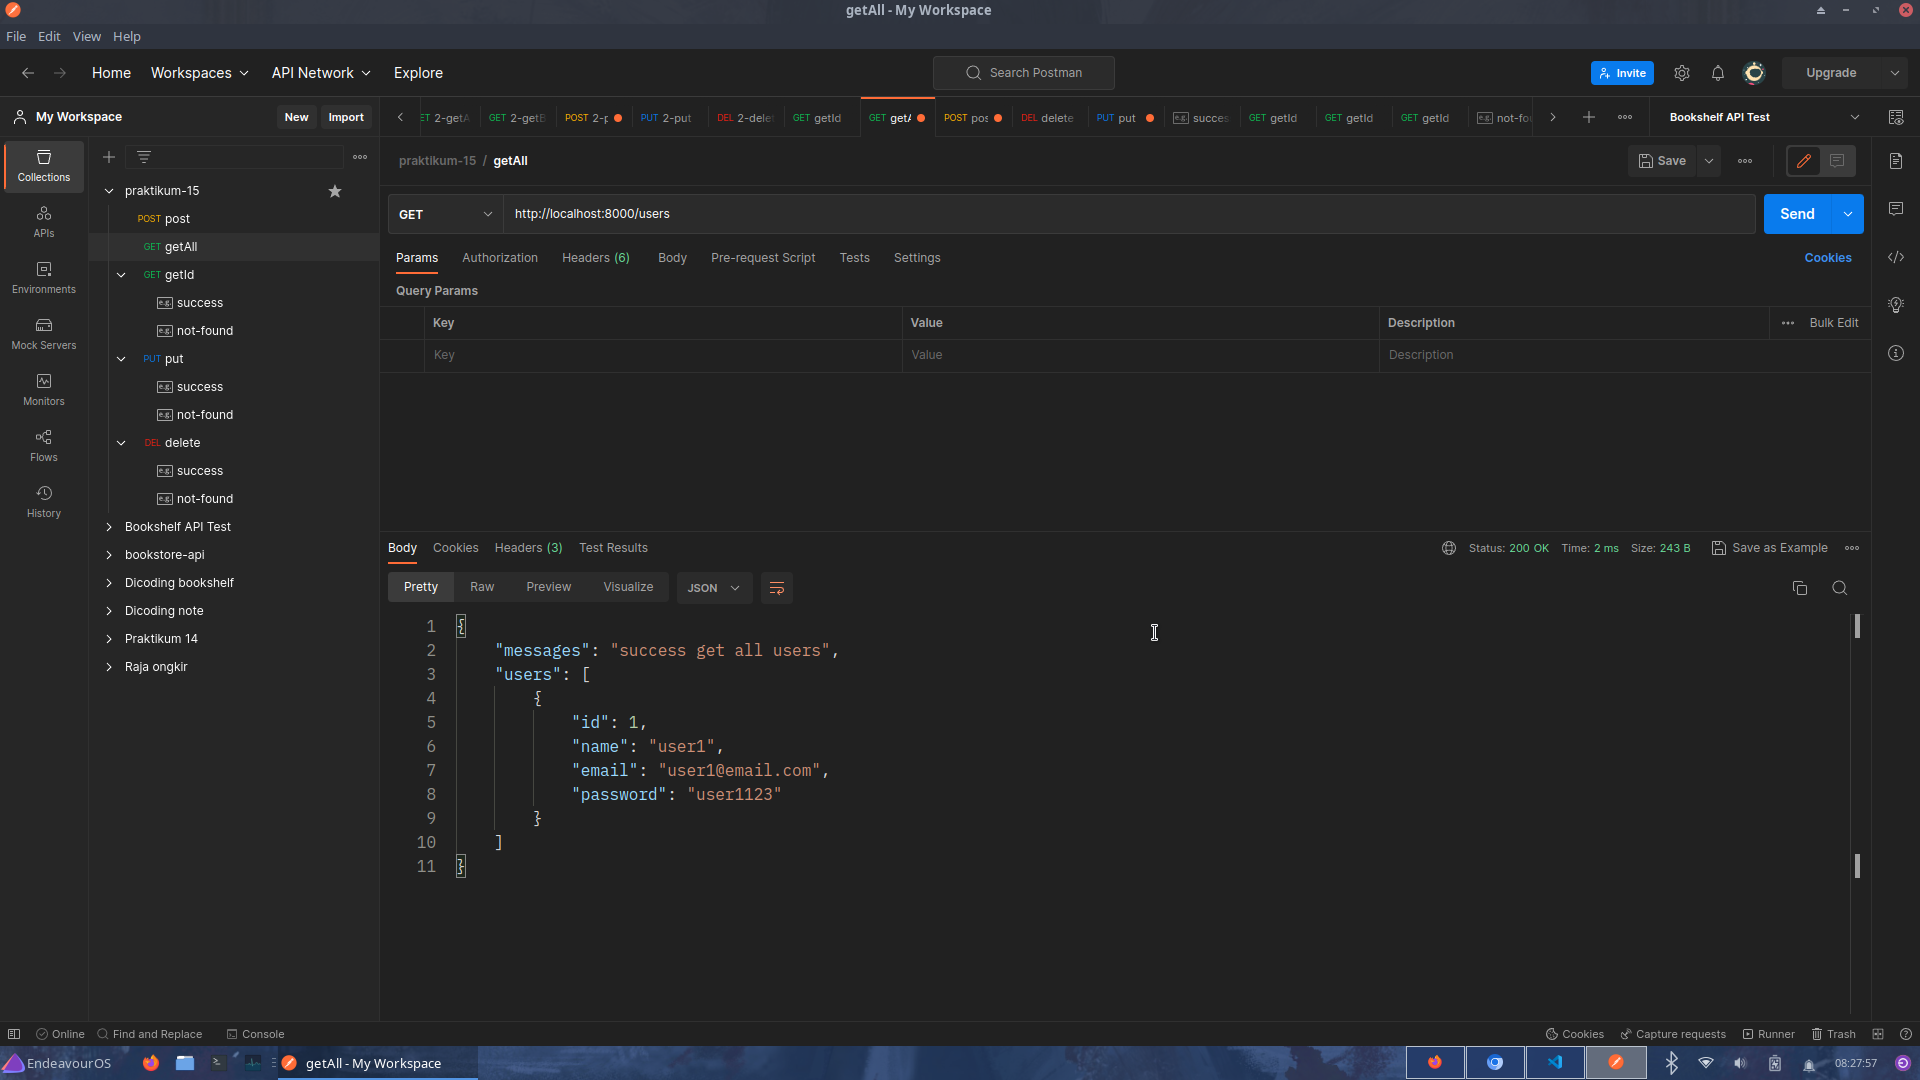 getAll - My Workspace
File Edit View Help
Home Workspaces API Network Explore Search Postman Invite Upgrade
My Workspace New Import
ET 2-getA GET 2-getB POST 2-p PUT 2-put DEL 2-delet GET getId GET getA POST pos DEL delete PUT put e.g. succes GET getId GET getId GET getId e.g. not-fo Bookshelf API Test
praktikum-15 / getAll Save
Collections
APIs
Environments
Mock Servers
Monitors
Flows
History
praktikum-15
POST post
GET getAll
GET getId
e.g. success
e.g. not-found
PUT put
e.g. success
e.g. not-found
DEL delete
e.g. success
e.g. not-found
Bookshelf API Test
bookstore-api
Dicoding bookshelf
Dicoding note
Praktikum 14
Raja ongkir
GET http://localhost:8000/users Send
Params Authorization Headers (6) Body Pre-request Script Tests Settings Cookies
Query Params
Key Value Description Bulk Edit
Key Value Description
Body Cookies Headers (3) Test Results Status: 200 OK Time: 2 ms Size: 243 B Save as Example
Pretty Raw Preview Visualize JSON
1 {
2 "messages": "success get all users",
3 "users": [
4 {
5 "id": 1,
6 "name": "user1",
7 "email": "user1@email.com",
8 "password": "user1123"
9 }
10 ]
11 }
Online Find and Replace Console Cookies Capture requests Runner Trash
EndeavourOS getAll - My Workspace 08:27:57